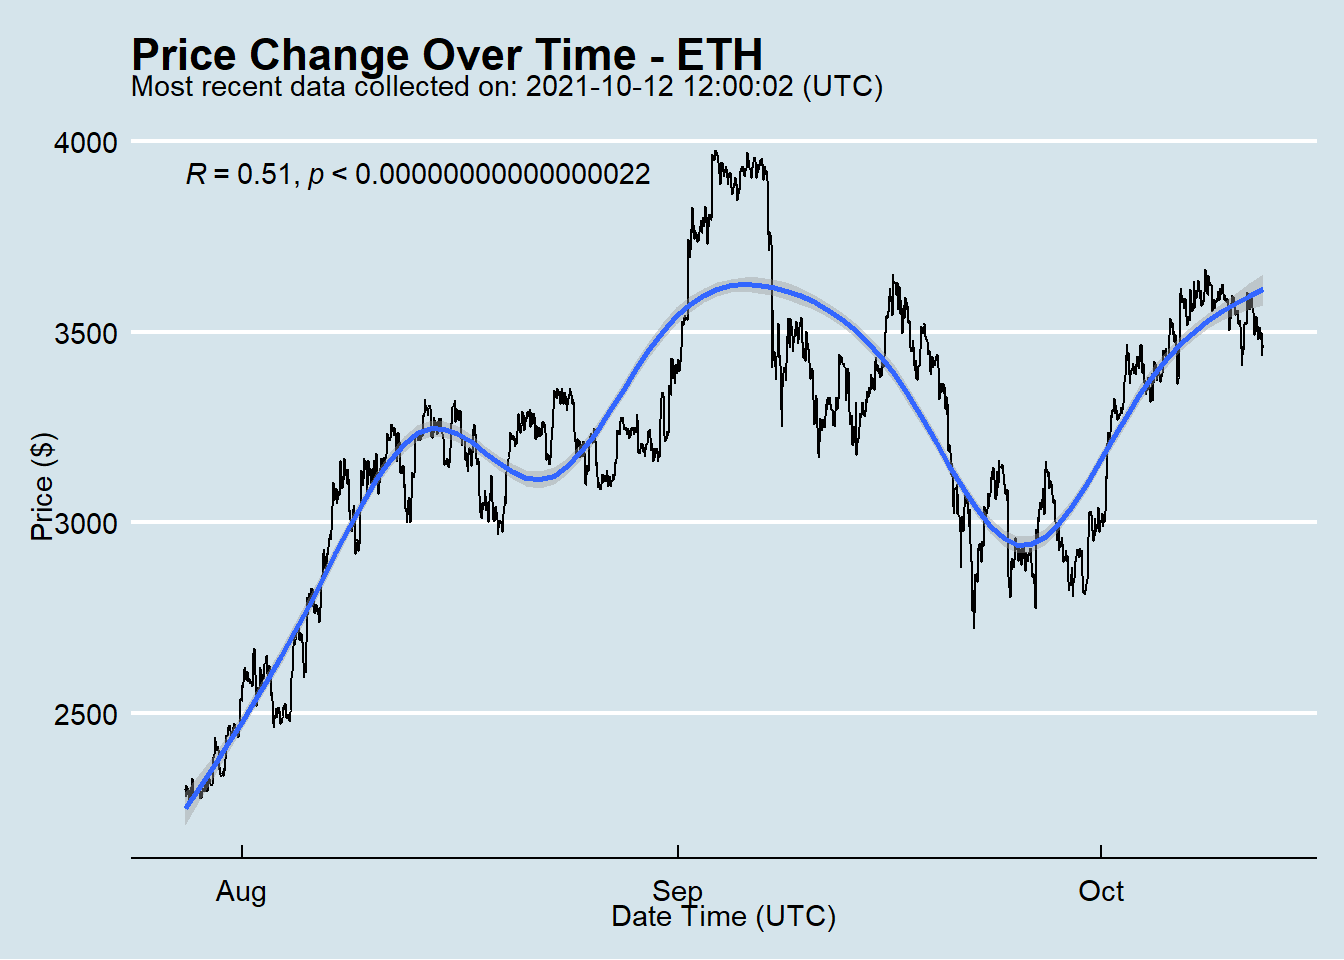 Price Change Over Time - ETH
Most recent data collected on: 2021-10-12 12:00:02 (UTC)
R = 0.51, p < 0.00000000000000022
4000
3500
3000
2500
Price ($)
Aug
Sep
Oct
Date Time (UTC)